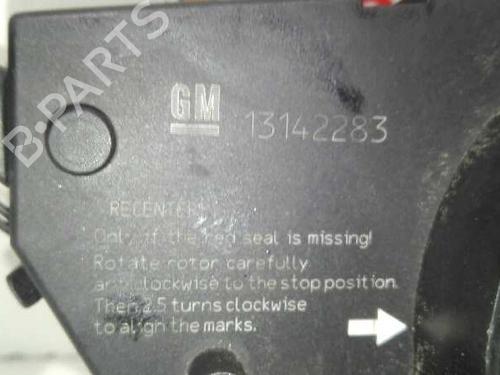 B-PARTS
GM
13142283
RECENTER
Only if the red seal is missing!
Rotate rotor carefully
anticlockwise to the stop position.
Then 2.5 turns clockwise
to align the marks.